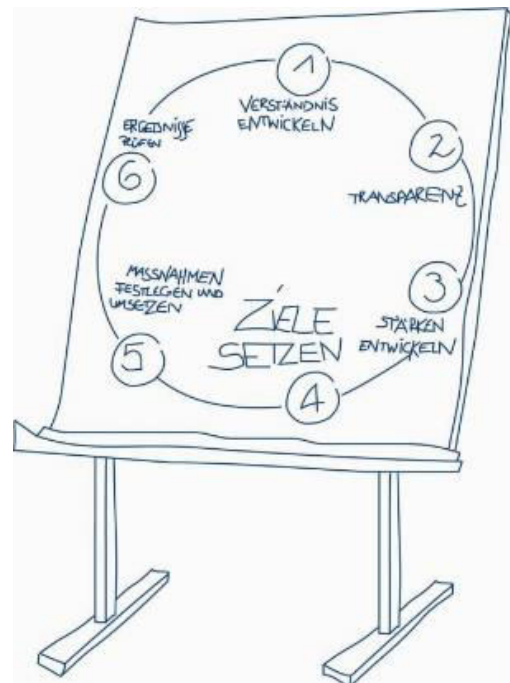 1
VERSTÄNDNIS
ENTWICKELN
2
TRANSPARENZ
3
STÄRKEN
ENTWICKELN
4
ZIELE
SETZEN
5
MASSNAHMEN
FESTLEGEN UND
UMSETZEN
6
ERGEBNISSE
PRÜFEN